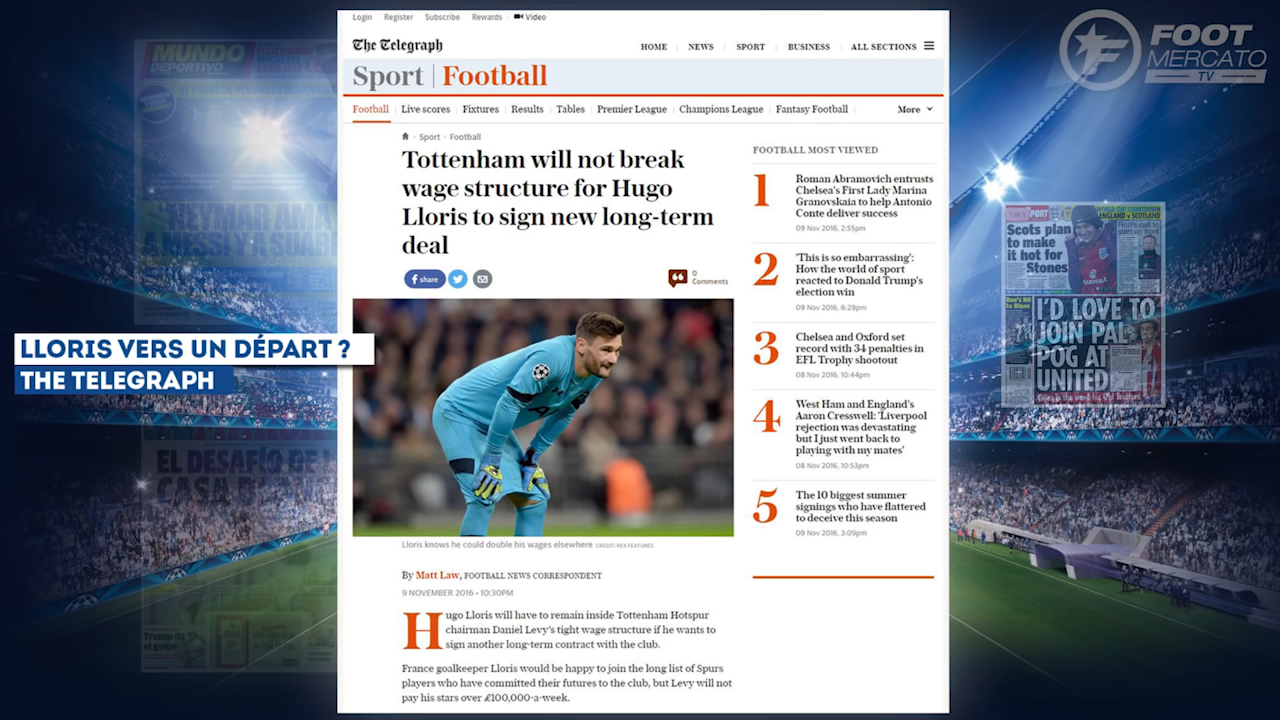 Login Register Subscribe Rewards Video
The Telegraph
HOME NEWS SPORT BUSINESS ALL SECTIONS
Sport Football
Football Live scores Fixtures Results Tables Premier League Champions League Fantasy Football More
Sport Football
Tottenham will not break
wage structure for Hugo
Lloris to sign new long-term
deal
share
0
Comments
Lloris knows he could double his wages elsewhere CREDIT: REX FEATURES
By Matt Law, FOOTBALL NEWS CORRESPONDENT
9 NOVEMBER 2016 • 10:30PM
Hugo Lloris will have to remain inside Tottenham Hotspur
chairman Daniel Levy's tight wage structure if he wants to
sign another long-term contract with the club.
France goalkeeper Lloris would be happy to join the long list of Spurs
players who have committed their futures to the club, but Levy will not
pay his stars over £100,000-a-week.
FOOTBALL MOST VIEWED
1
Roman Abramovich entrusts
Chelsea's First Lady Marina
Granovskaia to help Antonio
Conte deliver success
09 Nov 2016, 2:55pm
2
'This is so embarrassing':
How the world of sport
reacted to Donald Trump's
election win
09 Nov 2016, 6:29pm
3
Chelsea and Oxford set
record with 34 penalties in
EFL Trophy shootout
08 Nov 2016, 10:44pm
4
West Ham and England's
Aaron Cresswell: 'Liverpool
rejection was devastating
but I just went back to
playing with my mates'
08 Nov 2016, 10:53pm
5
The 10 biggest summer
signings who have flattered
to deceive this season
09 Nov 2016, 3:09pm
LLORIS VERS UN DÉPART ?
THE TELEGRAPH
FOOT
MERCATO
TV
MUNDO
DEPORTIVO
EL DESAFÍO DE
CASA
Trump da
el golpe
SPORT
WORLD CUP COUNTDOWN
ENGLAND v SCOTLAND
Scots plan
to make
it hot for
Stones
I'D LOVE TO
JOIN PAL
POG AT
UNITED